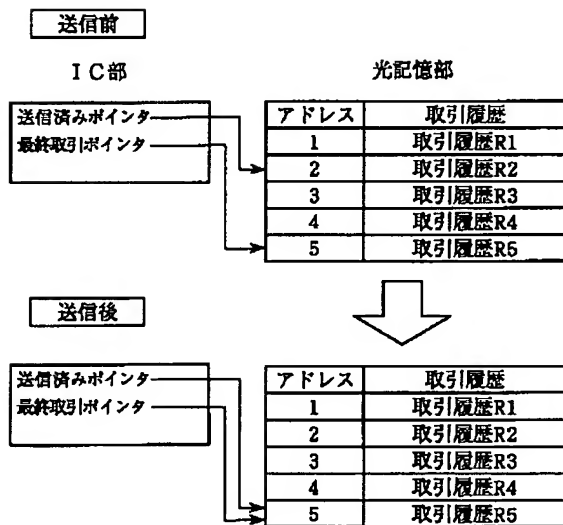 送信前
IC部
光記憶部
送信済みポインタ
最終取引ポインタ
アドレス 取引履歴
1 取引履歴R1
2 取引履歴R2
3 取引履歴R3
4 取引履歴R4
5 取引履歴R5
送信後
送信済みポインタ
最終取引ポインタ
アドレス 取引履歴
1 取引履歴R1
2 取引履歴R2
3 取引履歴R3
4 取引履歴R4
5 取引履歴R5